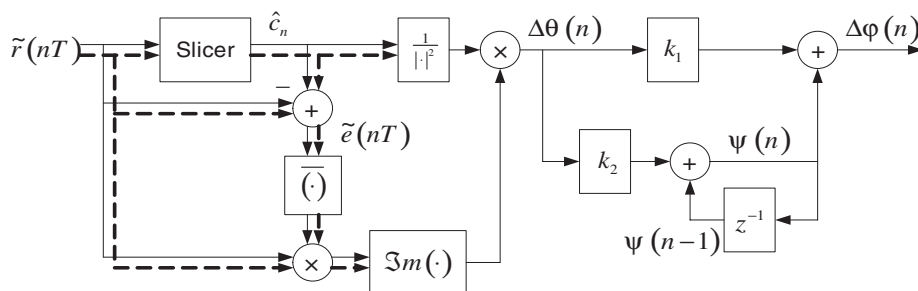 r̃(nT)
Slicer
ĉₙ
1/|·|²
×
Δθ(n)
k₁
+
Δφ(n)
−
+
ẽ(nT)
k₂
+
ψ(n)
(·)̅
ψ(n−1)
z⁻¹
×
ℑm(·)